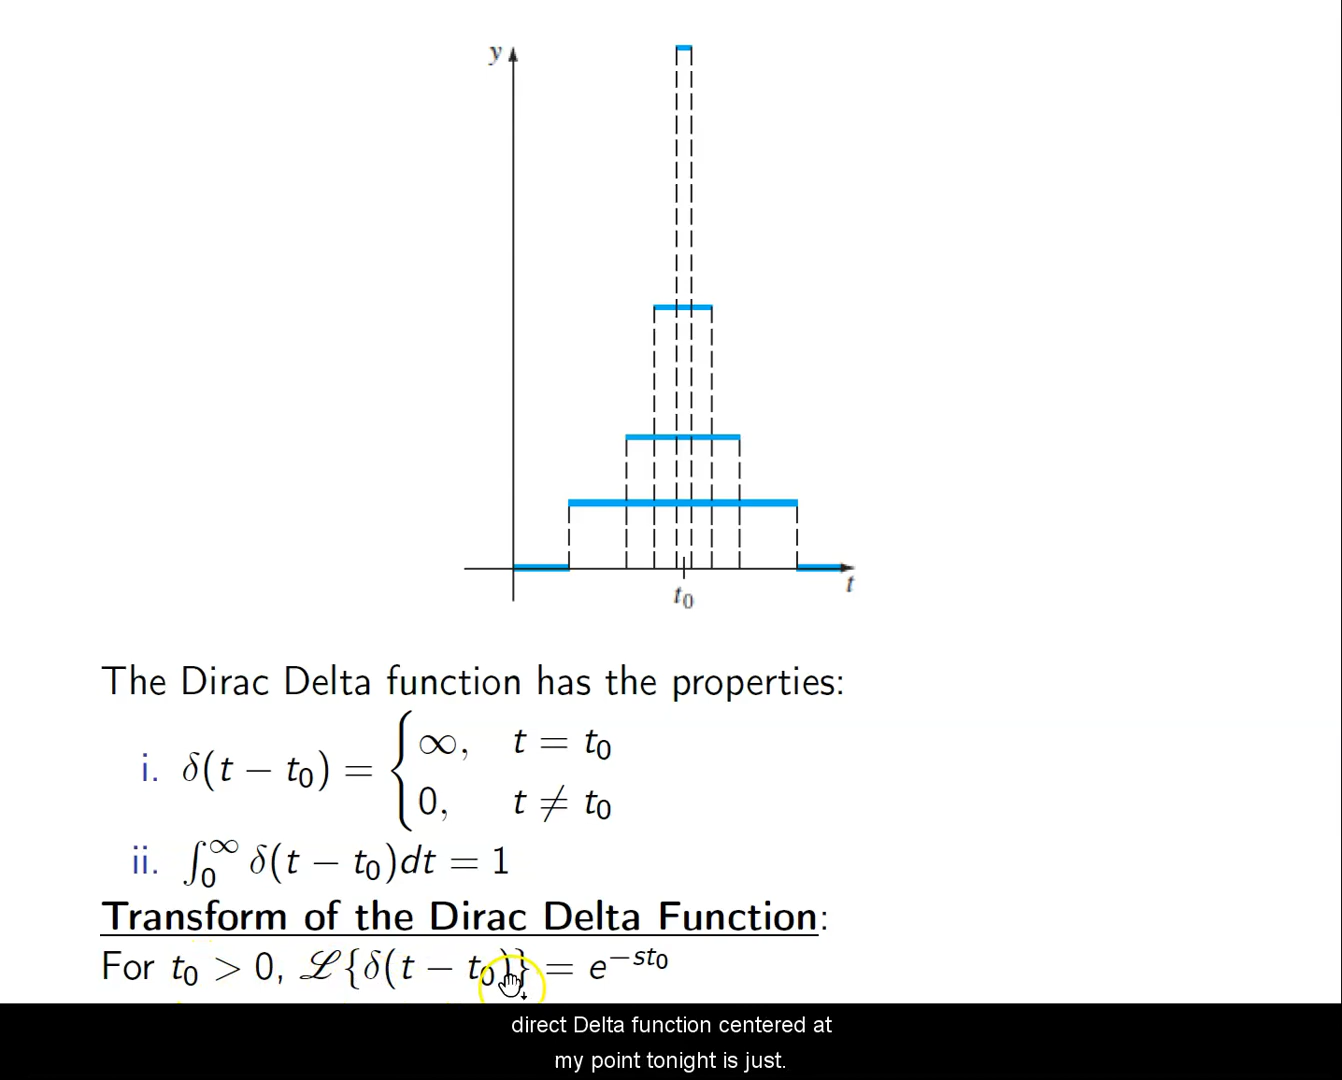 y
t
t₀
The Dirac Delta function has the properties:
i. δ(t − t₀) = { ∞, t = t₀
0, t ≠ t₀
ii. ∫₀^∞ δ(t − t₀)dt = 1
Transform of the Dirac Delta Function:
For t₀ > 0, ℒ{δ(t − t₀)} = e^{−st₀}
direct Delta function centered at
my point tonight is just.